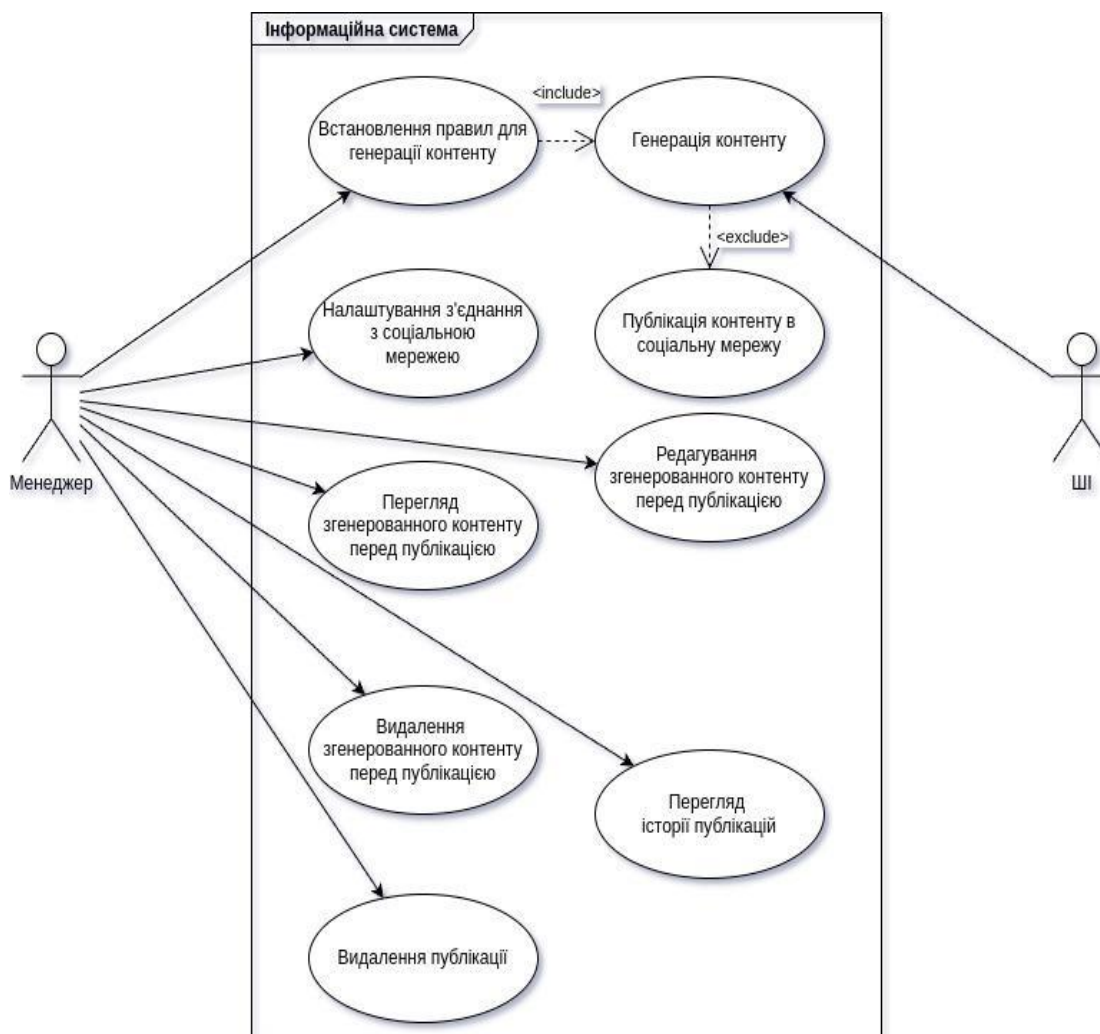 Інформаційна система
<include>
Встановлення правил для
генерації контенту
Генерація контенту
<exclude>
Налаштування з'єднання
з соціальною
мережею
Публікація контенту в
соціальну мережу
Менеджер
ШІ
Редагування
згенерованного контенту
перед публікацією
Перегляд
згенерованного контенту
перед публікацією
Видалення
згенерованного контенту
перед публікацією
Перегляд
історії публікацій
Видалення публікації